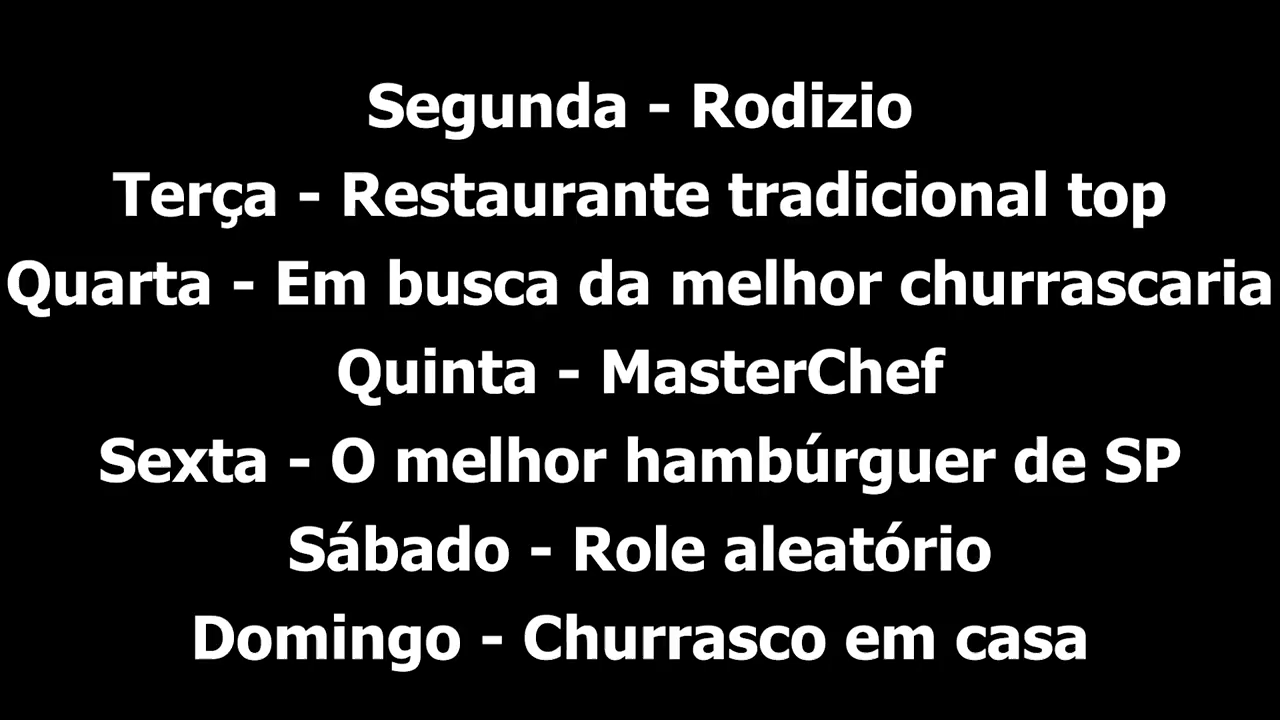 Segunda - Rodizio
Terça - Restaurante tradicional top
Quarta - Em busca da melhor churrascaria
Quinta - MasterChef
Sexta - O melhor hambúrguer de SP
Sábado - Role aleatório
Domingo - Churrasco em casa